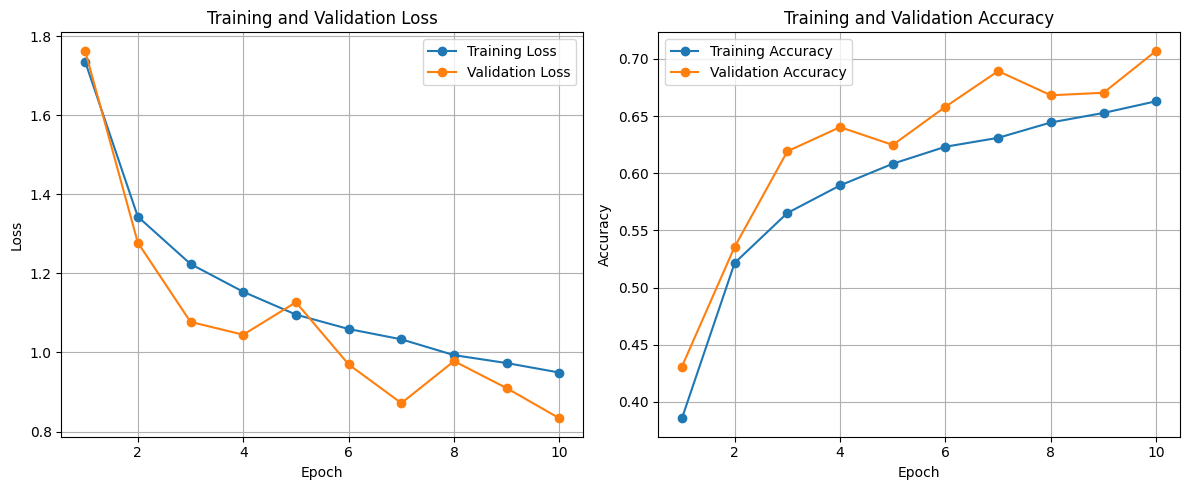 Training and Validation Loss
Training Loss
Validation Loss
1.8
1.6
1.4
1.2
1.0
0.8
Loss
2
4
6
8
10
Epoch
Training and Validation Accuracy
Training Accuracy
Validation Accuracy
0.70
0.65
0.60
0.55
0.50
0.45
0.40
Accuracy
2
4
6
8
10
Epoch